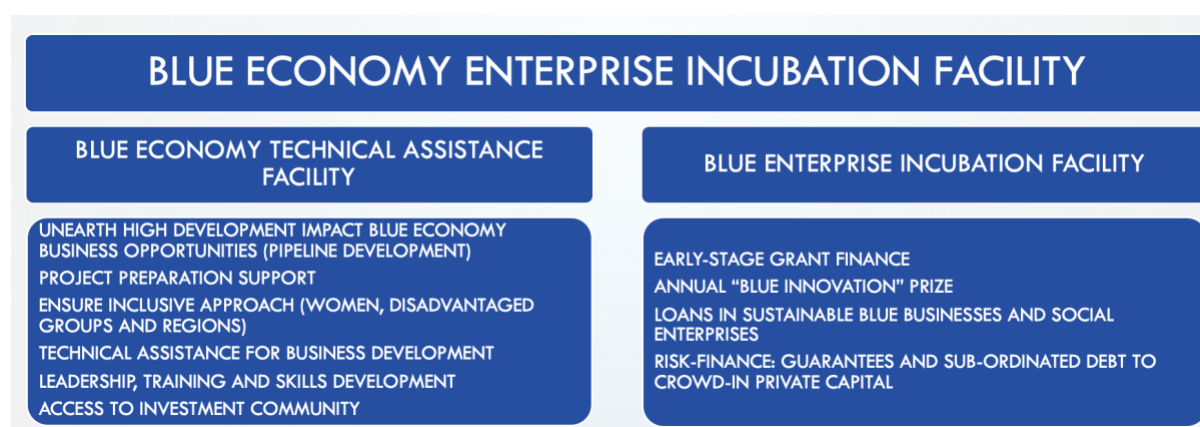 BLUE ECONOMY ENTERPRISE INCUBATION FACILITY
BLUE ECONOMY TECHNICAL ASSISTANCE
FACILITY
UNEARTH HIGH DEVELOPMENT IMPACT BLUE ECONOMY
BUSINESS OPPORTUNITIES (PIPELINE DEVELOPMENT)
PROJECT PREPARATION SUPPORT
ENSURE INCLUSIVE APPROACH (WOMEN, DISADVANTAGED
GROUPS AND REGIONS)
TECHNICAL ASSISTANCE FOR BUSINESS DEVELOPMENT
LEADERSHIP, TRAINING AND SKILLS DEVELOPMENT
ACCESS TO INVESTMENT COMMUNITY
BLUE ENTERPRISE INCUBATION FACILITY
EARLY-STAGE GRANT FINANCE
ANNUAL “BLUE INNOVATION” PRIZE
LOANS IN SUSTAINABLE BLUE BUSINESSES AND SOCIAL
ENTERPRISES
RISK-FINANCE: GUARANTEES AND SUB-ORDINATED DEBT TO
CROWD-IN PRIVATE CAPITAL